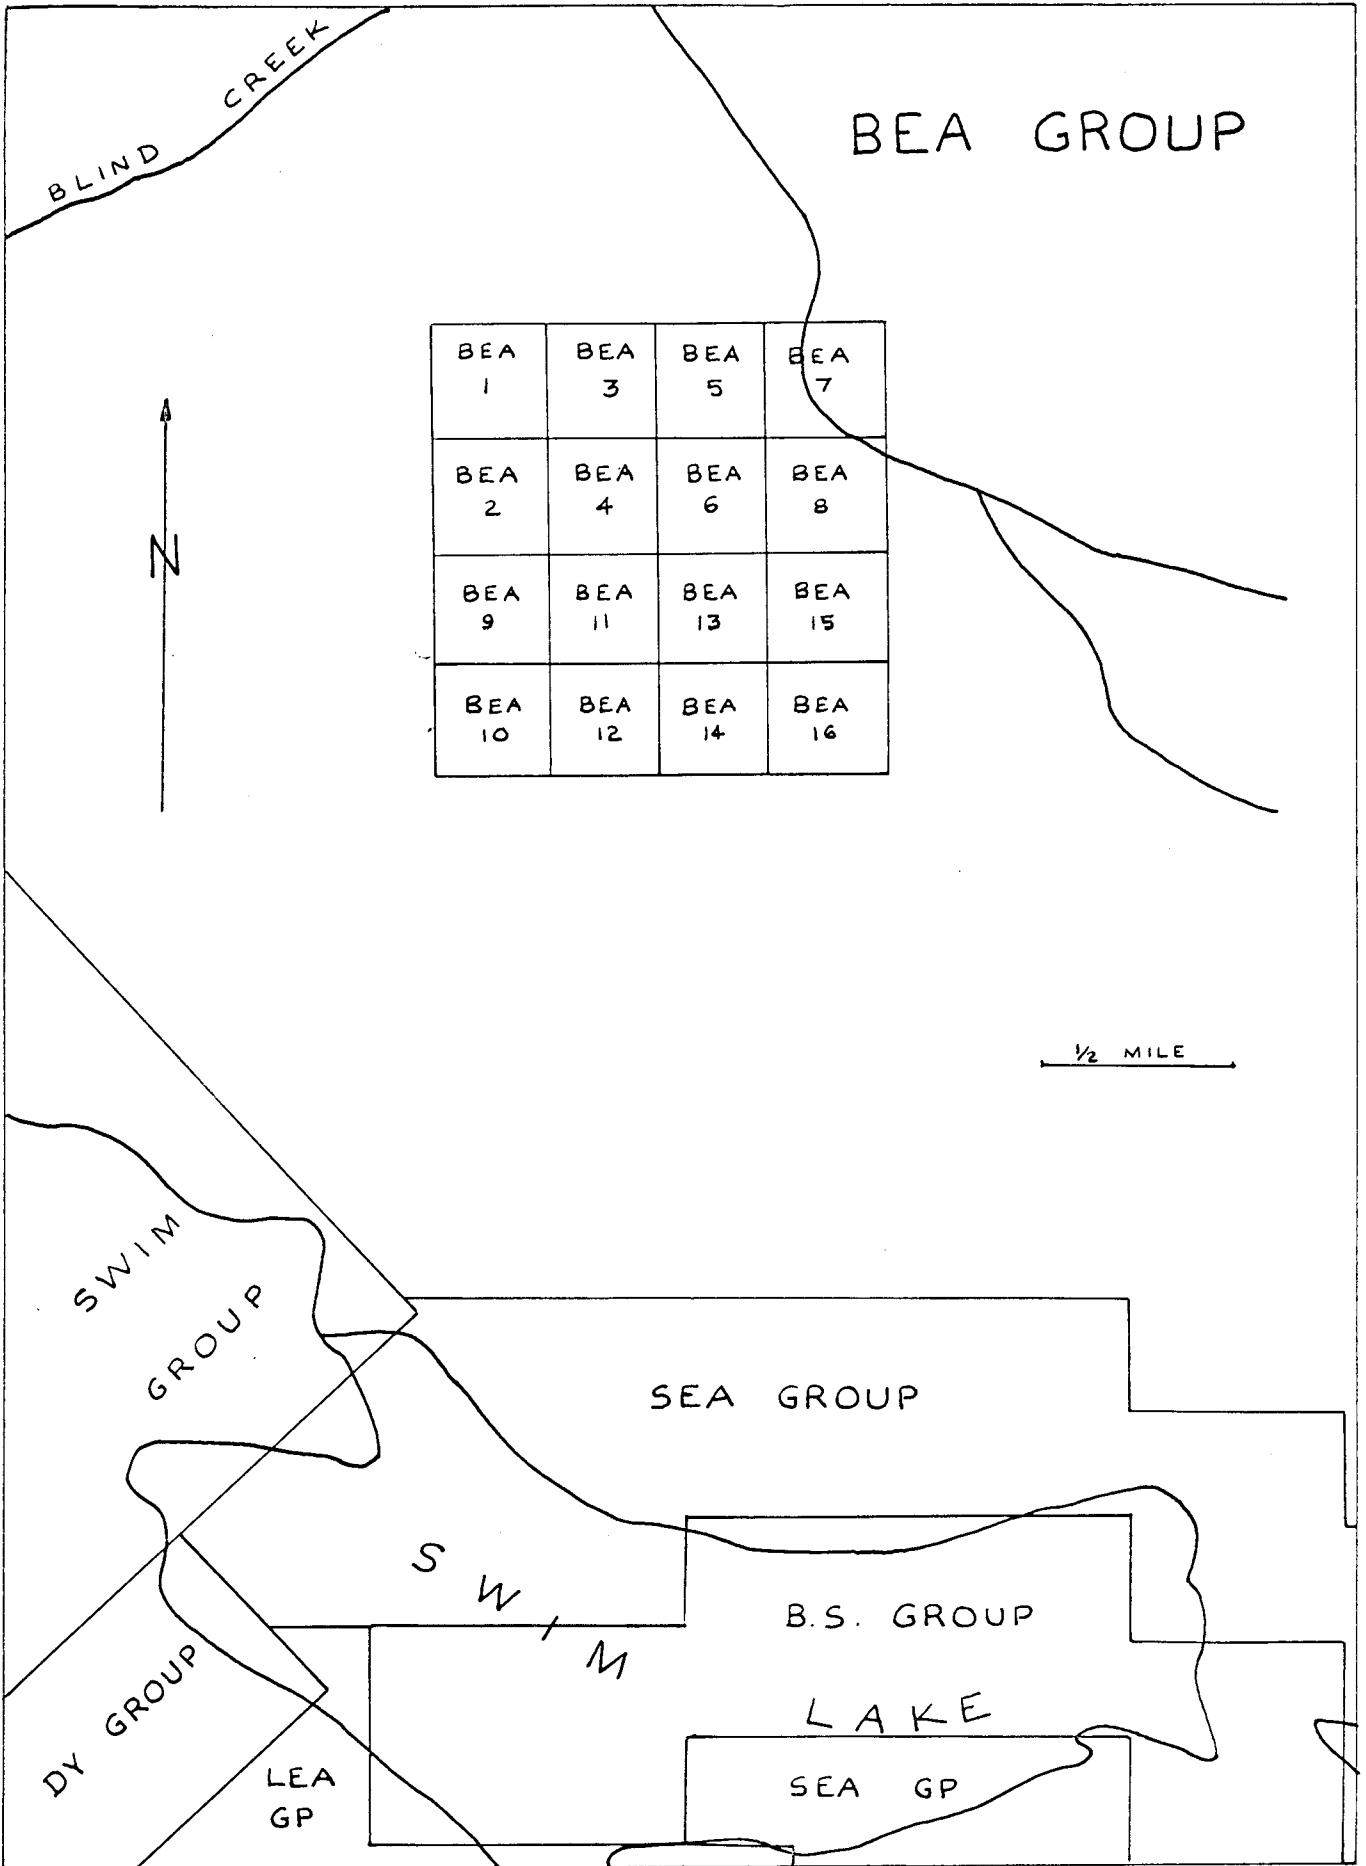 BLIND CREEK
BEA GROUP
BEA BEA BEA BEA
1 3 5 7
BEA BEA BEA BEA
2 4 6 8
N
BEA BEA BEA BEA
9 11 13 15
BEA BEA BEA BEA
10 12 14 16
1/2 MILE
SWIM
GROUP
SEA GROUP
SWIM
B.S. GROUP
LAKE
DY GROUP
LEA
GP
SEA GP